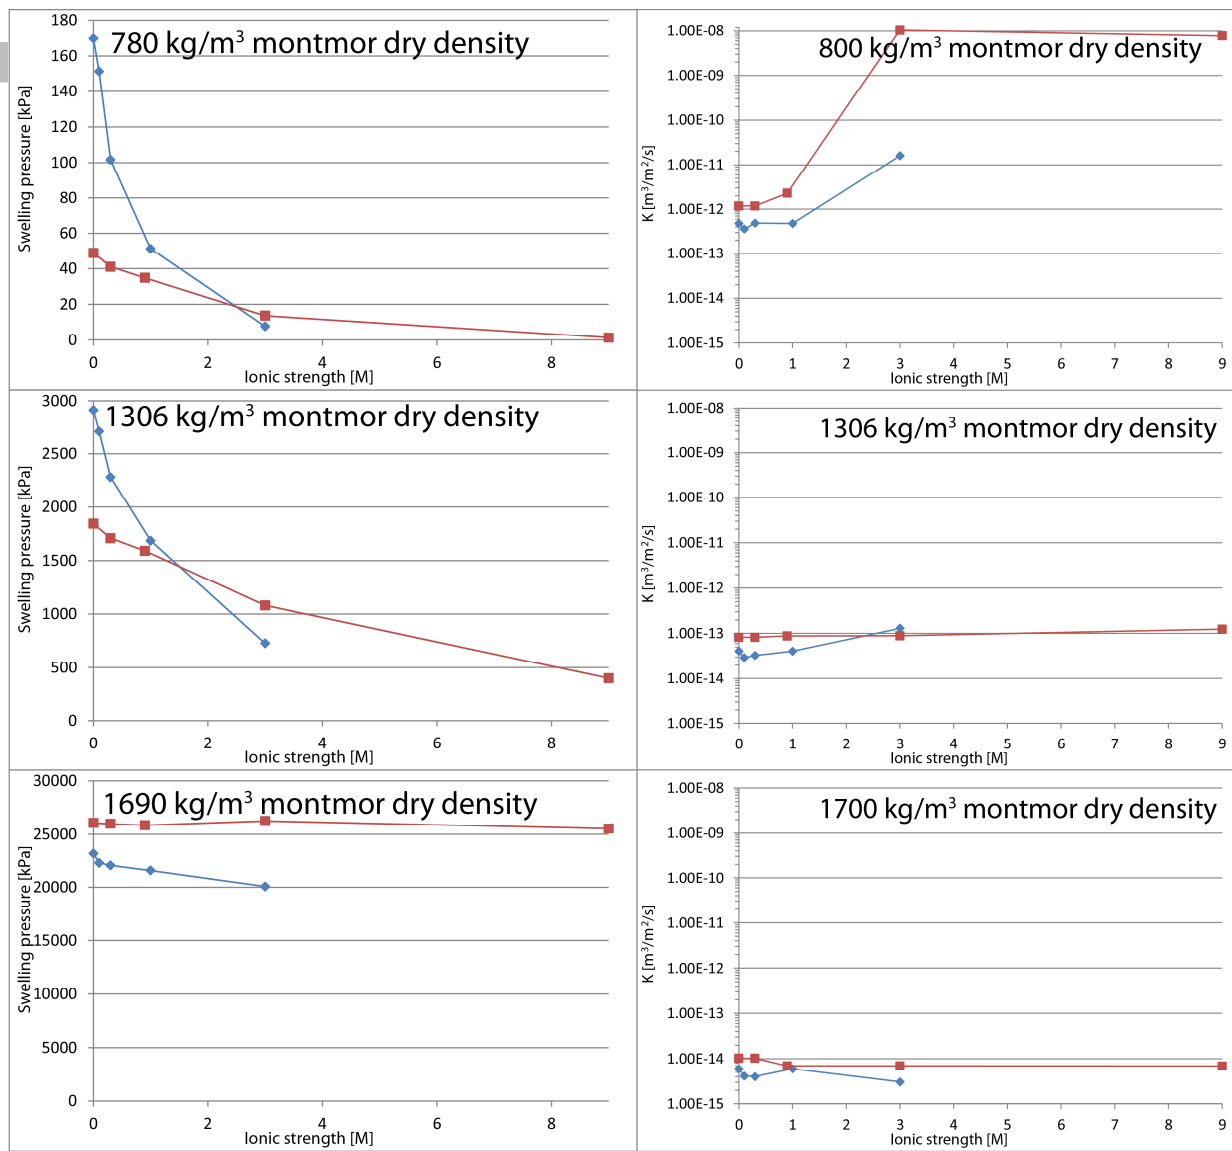 780 kg/m³ montmor dry density
Swelling pressure [kPa]
180
160
140
120
100
80
60
40
20
0
0 2 4 6 8
Ionic strength [M]
800 kg/m³ montmor dry density
K [m³/m²/s]
1.00E-08
1.00E-09
1.00E-10
1.00E-11
1.00E-12
1.00E-13
1.00E-14
1.00E-15
0 1 2 3 4 5 6 7 8 9
Ionic strength [M]
1306 kg/m³ montmor dry density
Swelling pressure [kPa]
3000
2500
2000
1500
1000
500
0
0 2 4 6 8
Ionic strength [M]
1306 kg/m³ montmor dry density
K [m³/m²/s]
1.00E-08
1.00E-09
1.00E 10
1.00E-11
1.00E-12
1.00E-13
1.00E-14
1.00E-15
0 1 2 3 4 5 6 7 8 9
Ionic strength [M]
1690 kg/m³ montmor dry density
Swelling pressure [kPa]
30000
25000
20000
15000
10000
5000
0
0 2 4 6 8
Ionic strength [M]
1700 kg/m³ montmor dry density
K [m³/m²/s]
1.00E-08
1.00E-09
1.00E-10
1.00E-11
1.00E-12
1.00E-13
1.00E-14
1.00E-15
0 1 2 3 4 5 6 7 8 9
Ionic strength [M]